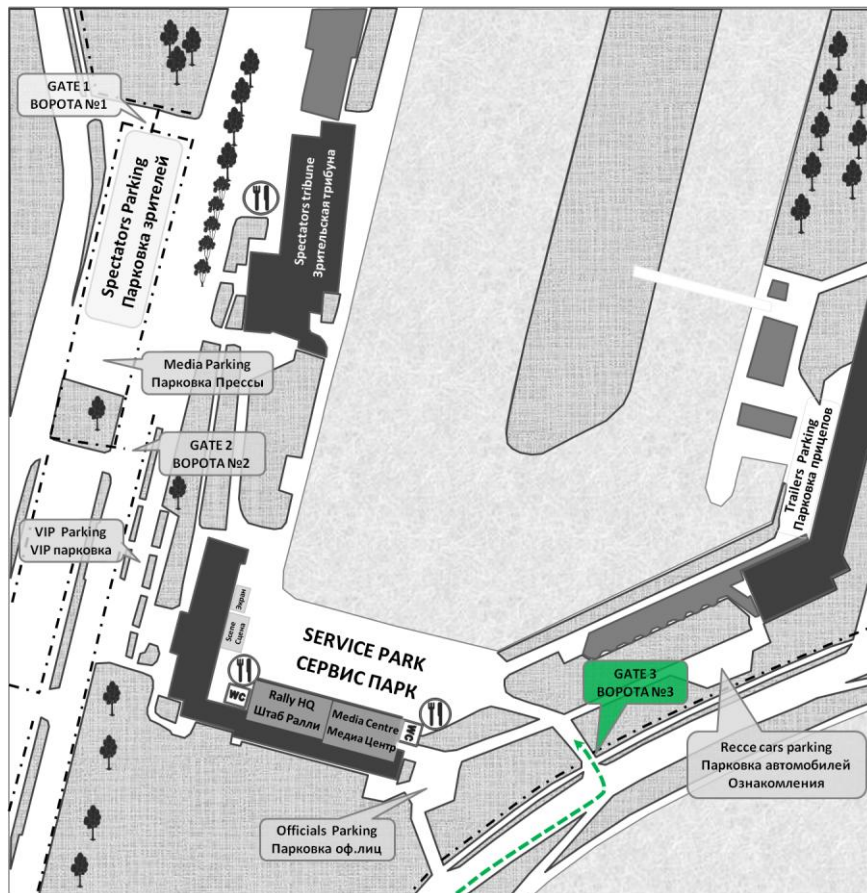 GATE 1
ВОРОТА №1
Spectators Parking
Парковка зрителей
Spectators tribune
Зрительская трибуна
Media Parking
Парковка Прессы
GATE 2
ВОРОТА №2
Trailers Parking
Парковка прицепов
VIP Parking
VIP парковка
Экран
Scene
Сцена
SERVICE PARK
СЕРВИС ПАРК
WC
Rally HQ
Штаб Ралли
Media Centre
Медиа Центр
WC
GATE 3
ВОРОТА №3
Recce cars parking
Парковка автомобилей
Ознакомления
Officials Parking
Парковка оф.лиц